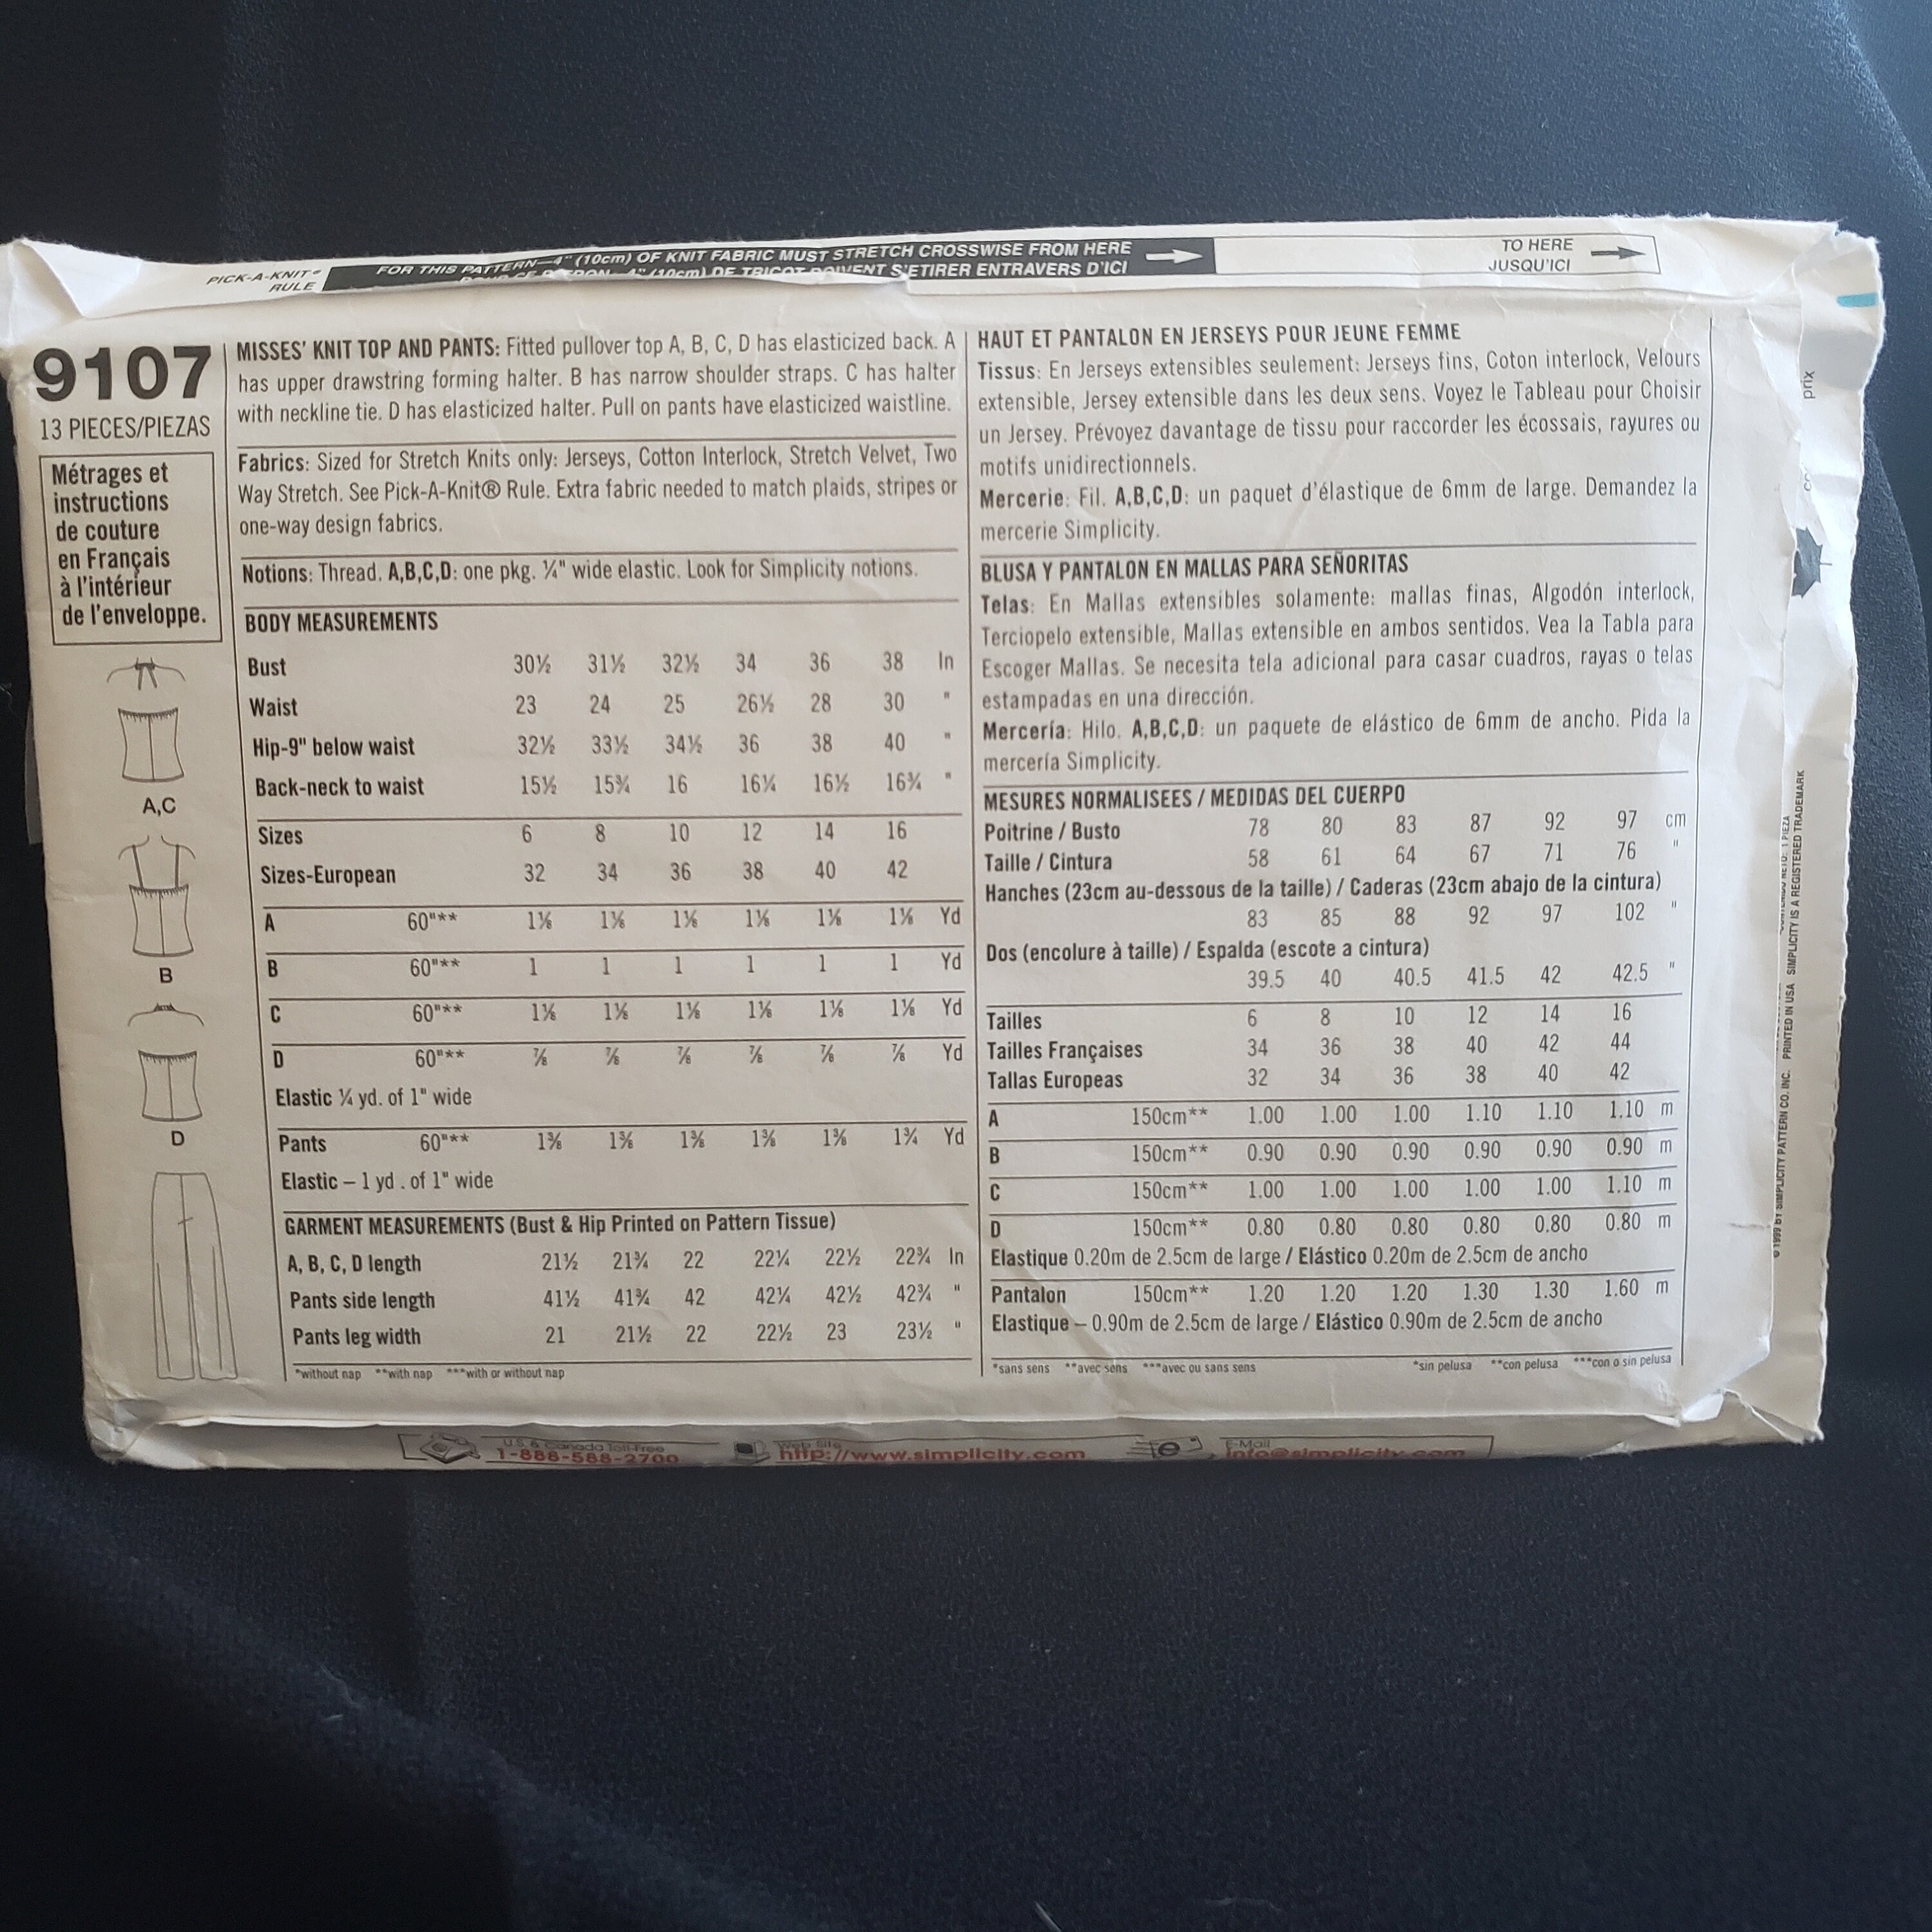 PICK-A-KNIT®
RULE
FOR THIS PATTERN—4" (10cm) OF KNIT FABRIC MUST STRETCH CROSSWISE FROM HERE
4" (10cm) DE TRICOT DOIVENT S'ETIRER ENTRAVERS D'ICI
TO HERE
JUSQU'ICI
9107
13 PIECES/PIEZAS
Métrages et
instructions
de couture
en Français
à l'intérieur
de l'enveloppe.
A,C
B
D
MISSES' KNIT TOP AND PANTS: Fitted pullover top A, B, C, D has elasticized back. A
has upper drawstring forming halter. B has narrow shoulder straps. C has halter
with neckline tie. D has elasticized halter. Pull on pants have elasticized waistline.
Fabrics: Sized for Stretch Knits only: Jerseys, Cotton Interlock, Stretch Velvet, Two
Way Stretch. See Pick-A-Knit® Rule. Extra fabric needed to match plaids, stripes or
one-way design fabrics.
Notions: Thread. A,B,C,D: one pkg. ¼" wide elastic. Look for Simplicity notions.
BODY MEASUREMENTS
Bust 30½ 31½ 32½ 34 36 38 In
Waist 23 24 25 26½ 28 30 "
Hip-9" below waist 32½ 33½ 34½ 36 38 40 "
Back-neck to waist 15½ 15¾ 16 16¼ 16½ 16¾ "
Sizes 6 8 10 12 14 16
Sizes-European 32 34 36 38 40 42
A 60"** 1⅛ 1⅛ 1⅛ 1⅛ 1⅛ 1⅛ Yd
B 60"** 1 1 1 1 1 1 Yd
C 60"** 1⅛ 1⅛ 1⅛ 1⅛ 1⅛ 1⅛ Yd
D 60"** ⅞ ⅞ ⅞ ⅞ ⅞ ⅞ Yd
Elastic ¼ yd. of 1" wide
Pants 60"** 1⅜ 1⅜ 1⅜ 1⅜ 1⅜ 1¾ Yd
Elastic – 1 yd . of 1" wide
GARMENT MEASUREMENTS (Bust & Hip Printed on Pattern Tissue)
A, B, C, D length 21½ 21¾ 22 22¼ 22½ 22¾ In
Pants side length 41½ 41¾ 42 42¼ 42½ 42¾ "
Pants leg width 21 21½ 22 22½ 23 23½ "
*without nap **with nap ***with or without nap
HAUT ET PANTALON EN JERSEYS POUR JEUNE FEMME
Tissus: En Jerseys extensibles seulement: Jerseys fins, Coton interlock, Velours
extensible, Jersey extensible dans les deux sens. Voyez le Tableau pour Choisir
un Jersey. Prévoyez davantage de tissu pour raccorder les écossais, rayures ou
motifs unidirectionnels.
Mercerie: Fil. A,B,C,D: un paquet d'élastique de 6mm de large. Demandez la
mercerie Simplicity.
BLUSA Y PANTALON EN MALLAS PARA SEÑORITAS
Telas: En Mallas extensibles solamente: mallas finas, Algodón interlock,
Terciopelo extensible, Mallas extensible en ambos sentidos. Vea la Tabla para
Escoger Mallas. Se necesita tela adicional para casar cuadros, rayas o telas
estampadas en una dirección.
Mercería: Hilo. A,B,C,D: un paquete de elástico de 6mm de ancho. Pida la
mercería Simplicity.
MESURES NORMALISEES / MEDIDAS DEL CUERPO
Poitrine / Busto 78 80 83 87 92 97 cm
Taille / Cintura 58 61 64 67 71 76 "
Hanches (23cm au-dessous de la taille) / Caderas (23cm abajo de la cintura)
83 85 88 92 97 102 "
Dos (encolure à taille) / Espalda (escote a cintura)
39.5 40 40.5 41.5 42 42.5 "
Tailles 6 8 10 12 14 16
Tailles Françaises 34 36 38 40 42 44
Tallas Europeas 32 34 36 38 40 42
A 150cm** 1.00 1.00 1.00 1.10 1.10 1.10 m
B 150cm** 0.90 0.90 0.90 0.90 0.90 0.90 m
C 150cm** 1.00 1.00 1.00 1.00 1.00 1.10 m
D 150cm** 0.80 0.80 0.80 0.80 0.80 0.80 m
Elastique 0.20m de 2.5cm de large / Elástico 0.20m de 2.5cm de ancho
Pantalon 150cm** 1.20 1.20 1.20 1.30 1.30 1.60 m
Elastique – 0.90m de 2.5cm de large / Elástico 0.90m de 2.5cm de ancho
*sans sens **avec sens ***avec ou sans sens *sin pelusa **con pelusa ***con o sin pelusa
prix
© 1999 BY SIMPLICITY PATTERN CO. INC. PRINTED IN USA SIMPLICITY IS A REGISTERED TRADEMARK
U.S. & Canada Toll-Free
1-888-588-2700
Web Site
http://www.simplicity.com
E-Mail
info@simplicity.com